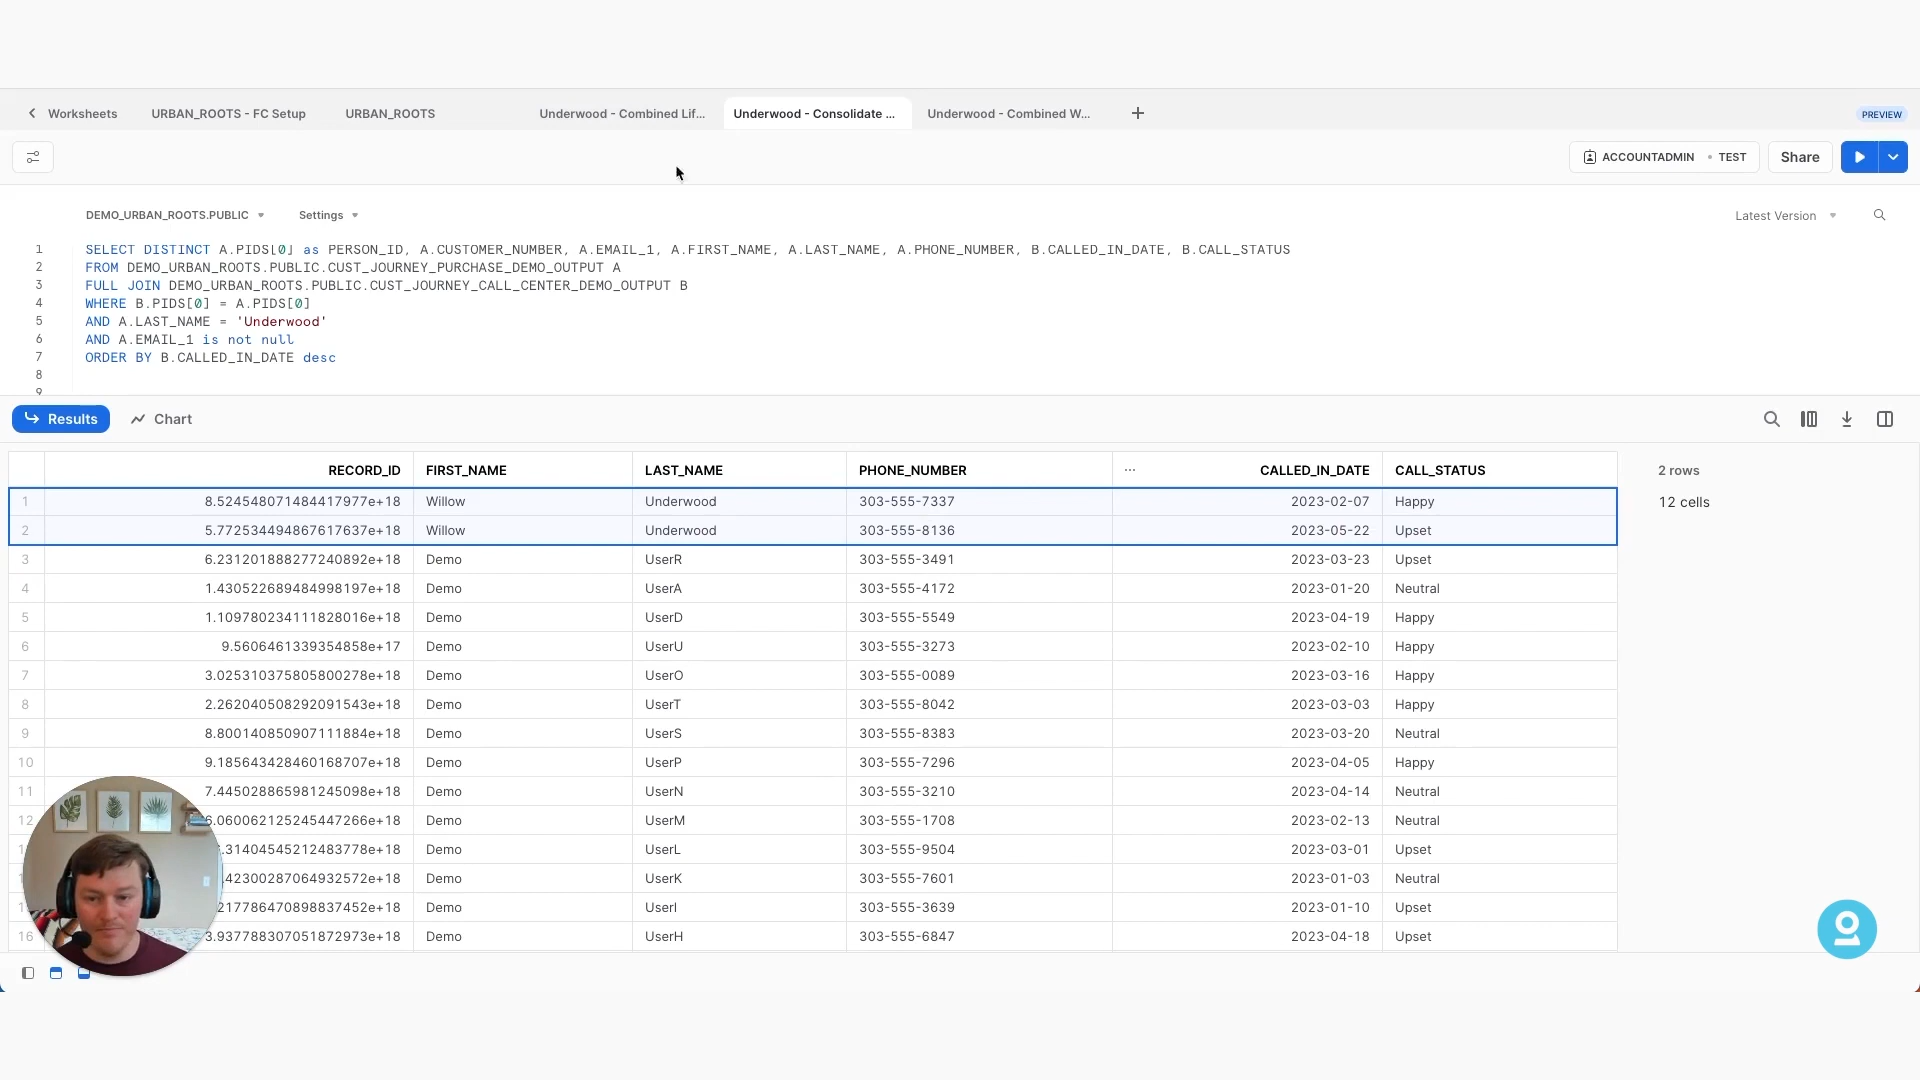 Worksheets URBAN_ROOTS - FC Setup URBAN_ROOTS Underwood - Combined Lif... Underwood - Consolidate ... Underwood - Combined W... + PREVIEW
ACCOUNTADMIN • TEST Share
DEMO_URBAN_ROOTS.PUBLIC Settings Latest Version
1 SELECT DISTINCT A.PIDS[0] as PERSON_ID, A.CUSTOMER_NUMBER, A.EMAIL_1, A.FIRST_NAME, A.LAST_NAME, A.PHONE_NUMBER, B.CALLED_IN_DATE, B.CALL_STATUS
2 FROM DEMO_URBAN_ROOTS.PUBLIC.CUST_JOURNEY_PURCHASE_DEMO_OUTPUT A
3 FULL JOIN DEMO_URBAN_ROOTS.PUBLIC.CUST_JOURNEY_CALL_CENTER_DEMO_OUTPUT B
4 WHERE B.PIDS[0] = A.PIDS[0]
5 AND A.LAST_NAME = 'Underwood'
6 AND A.EMAIL_1 is not null
7 ORDER BY B.CALLED_IN_DATE desc
8
9
Results Chart
RECORD_ID FIRST_NAME LAST_NAME PHONE_NUMBER ... CALLED_IN_DATE CALL_STATUS 2 rows
1 8.524548071484417977e+18 Willow Underwood 303-555-7337 2023-02-07 Happy 12 cells
2 5.772534494867617637e+18 Willow Underwood 303-555-8136 2023-05-22 Upset
3 6.231201888277240892e+18 Demo UserR 303-555-3491 2023-03-23 Upset
4 1.430522689484998197e+18 Demo UserA 303-555-4172 2023-01-20 Neutral
5 1.109780234111828016e+18 Demo UserD 303-555-5549 2023-04-19 Happy
6 9.5606461339354858e+17 Demo UserU 303-555-3273 2023-02-10 Happy
7 3.025310375805800278e+18 Demo UserO 303-555-0089 2023-03-16 Happy
8 2.262040508292091543e+18 Demo UserT 303-555-8042 2023-03-03 Happy
9 8.800140850907111884e+18 Demo UserS 303-555-8383 2023-03-20 Neutral
10 9.185643428460168707e+18 Demo UserP 303-555-7296 2023-04-05 Happy
11 7.445028865981245098e+18 Demo UserN 303-555-3210 2023-04-14 Neutral
12 6.060062125245447266e+18 Demo UserM 303-555-1708 2023-02-13 Neutral
.31404545212483778e+18 Demo UserL 303-555-9504 2023-03-01 Upset
.423002870649 32572e+18 Demo UserK 303-555-7601 2023-01-03 Neutral
.217786470898837452e+18 Demo UserI 303-555-3639 2023-01-10 Upset
16 3.937788307051872973e+18 Demo UserH 303-555-6847 2023-04-18 Upset